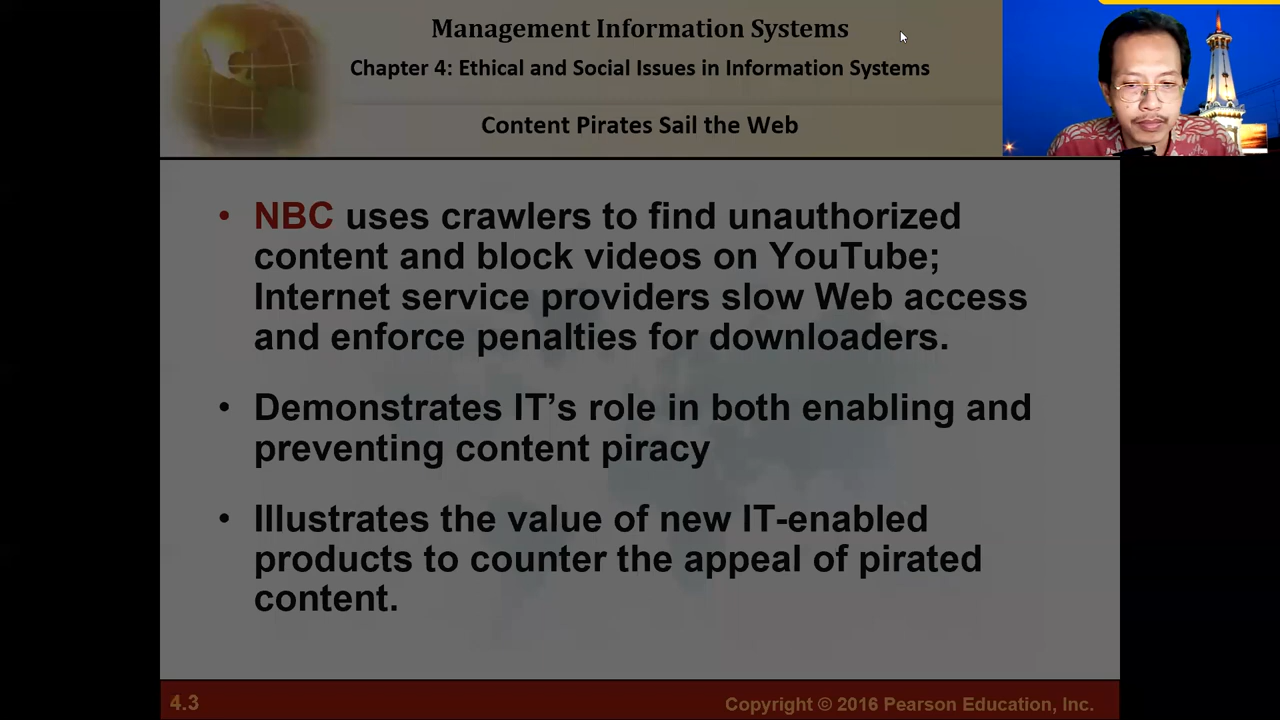 Management Information Systems
Chapter 4: Ethical and Social Issues in Information Systems
Content Pirates Sail the Web
• NBC uses crawlers to find unauthorized
content and block videos on YouTube;
Internet service providers slow Web access
and enforce penalties for downloaders.
• Demonstrates IT’s role in both enabling and
preventing content piracy
• Illustrates the value of new IT-enabled
products to counter the appeal of pirated
content.
4.3
Copyright © 2016 Pearson Education, Inc.